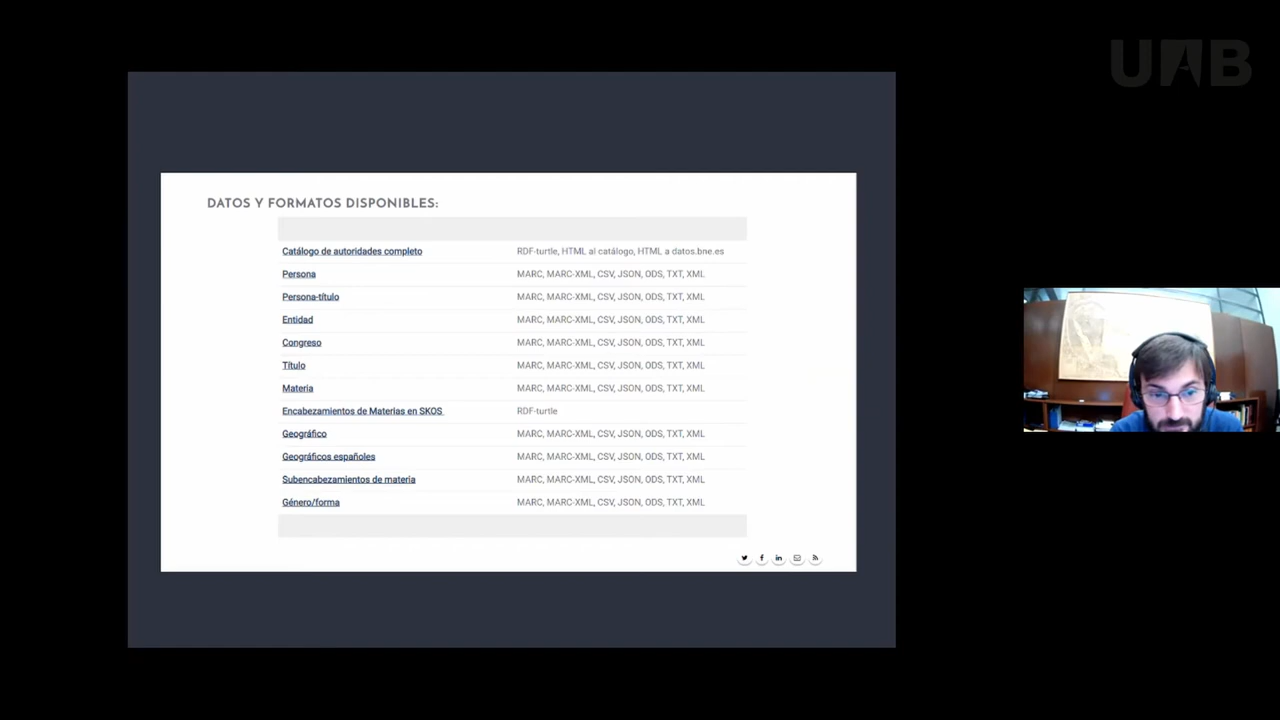 UAB
DATOS Y FORMATOS DISPONIBLES:
Catálogo de autoridades completo RDF-turtle, HTML al catálogo, HTML a datos.bne.es
Persona MARC, MARC-XML, CSV, JSON, ODS, TXT, XML
Persona-título MARC, MARC-XML, CSV, JSON, ODS, TXT, XML
Entidad MARC, MARC-XML, CSV, JSON, ODS, TXT, XML
Congreso MARC, MARC-XML, CSV, JSON, ODS, TXT, XML
Título MARC, MARC-XML, CSV, JSON, ODS, TXT, XML
Materia MARC, MARC-XML, CSV, JSON, ODS, TXT, XML
Encabezamientos de Materias en SKOS RDF-turtle
Geográfico MARC, MARC-XML, CSV, JSON, ODS, TXT, XML
Geográficos españoles MARC, MARC-XML, CSV, JSON, ODS, TXT, XML
Subencabezamientos de materia MARC, MARC-XML, CSV, JSON, ODS, TXT, XML
Género/forma MARC, MARC-XML, CSV, JSON, ODS, TXT, XML